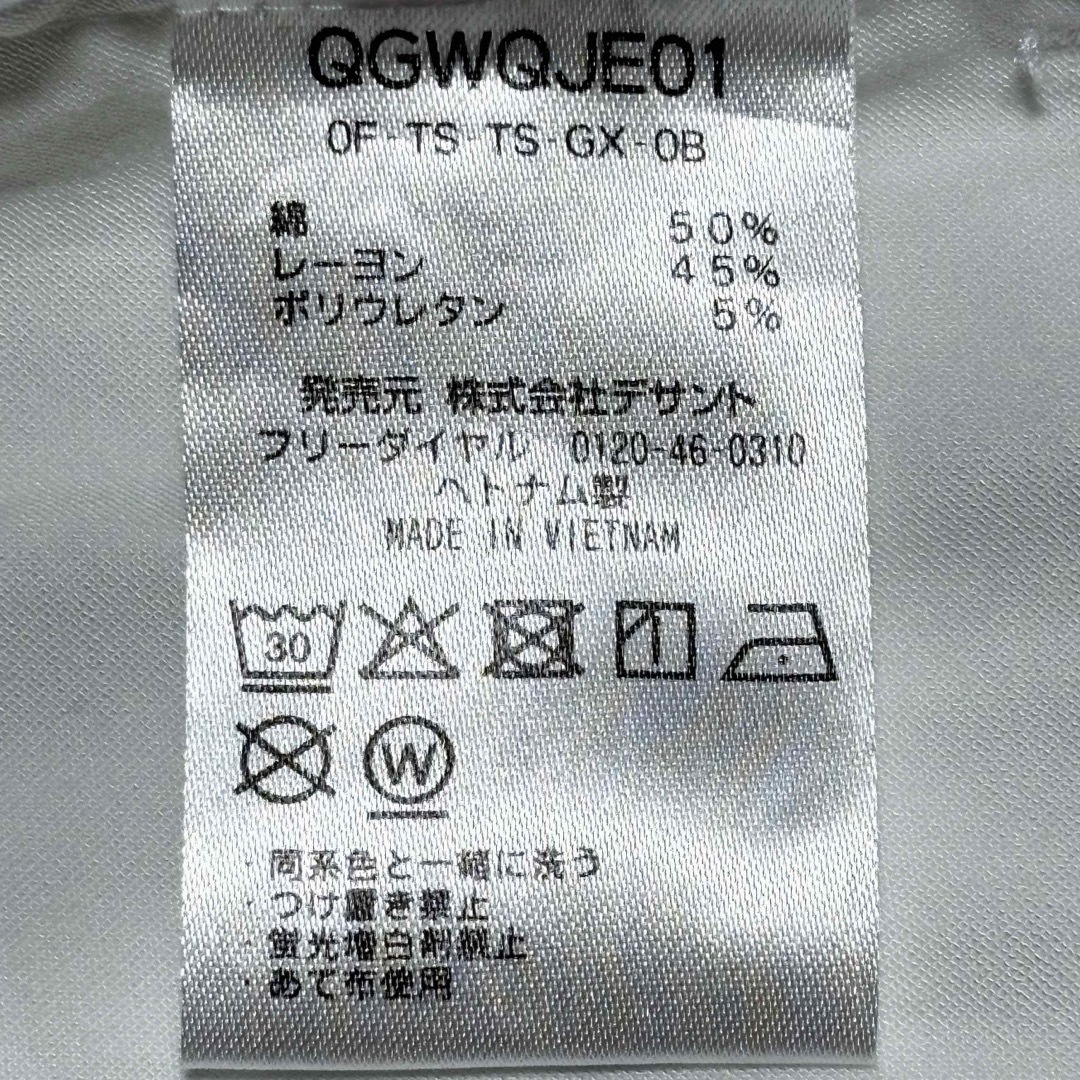 QGWQJE01
0F-TS-TS-GX-0B
綿 50%
レーヨン 45%
ポリウレタン 5%
発売元 株式会社デサント
フリーダイヤル 0120-46-0310
ベトナム製
MADE IN VIETNAM
30
W
・同系色と一緒に洗う
・つけ置き禁止
・蛍光増白剤禁止
・あて布使用